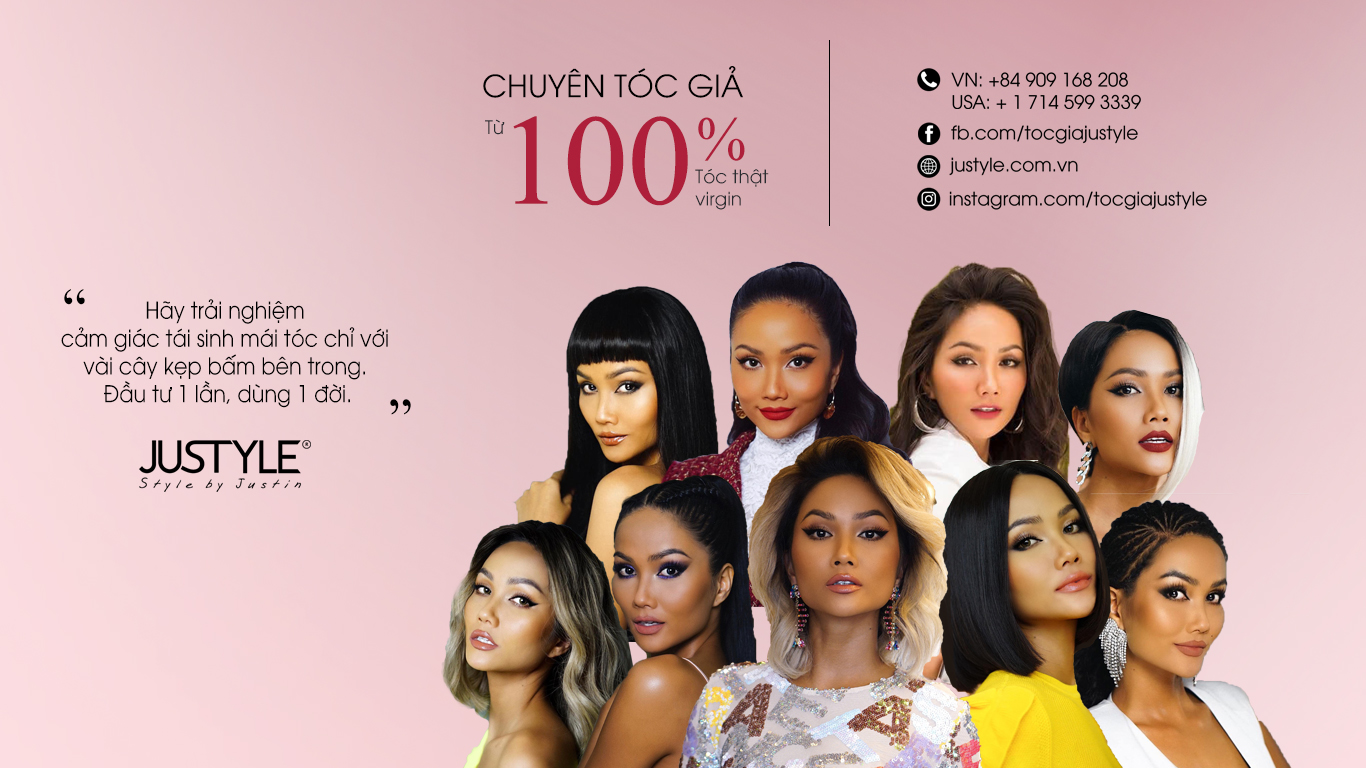 CHUYÊN TÓC GIẢ
Từ 100%
Tóc thật
virgin
VN: +84 909 168 208
USA: + 1 714 599 3339
fb.com/tocgiajustyle
justyle.com.vn
instagram.com/tocgiajustyle
“ Hãy trải nghiệm
cảm giác tái sinh mái tóc chỉ với
vài cây kẹp bấm bên trong.
Đầu tư 1 lần, dùng 1 đời. ”
JUSTYLE®
Style by Justin